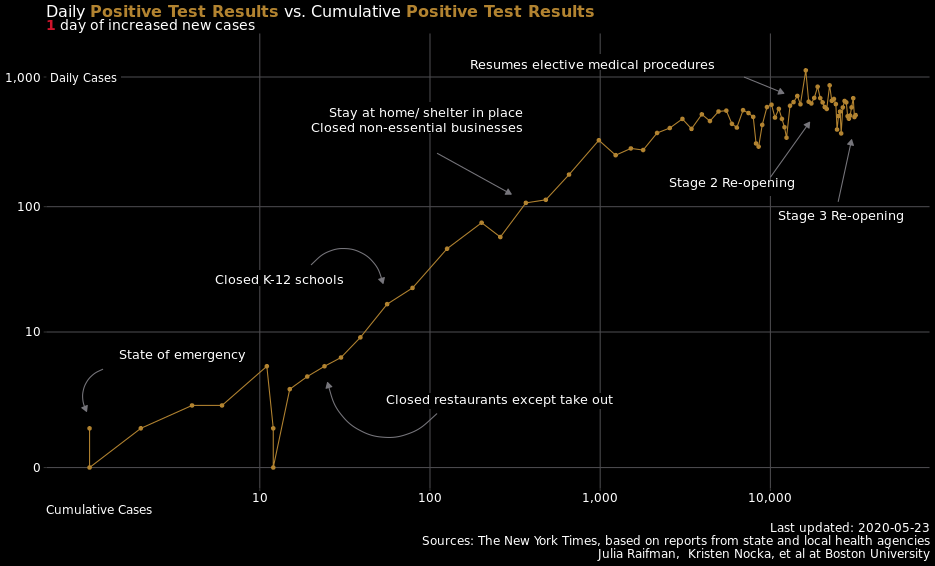 Daily Positive Test Results vs. Cumulative Positive Test Results
1 day of increased new cases
Resumes elective medical procedures
1,000
Daily Cases
Stay at home/ shelter in place
Closed non-essential businesses
Stage 2 Re-opening
100
Stage 3 Re-opening
Closed K-12 schools
10
State of emergency
Closed restaurants except take out
0
10
100
1,000
10,000
Cumulative Cases
Last updated: 2020-05-23
Sources: The New York Times, based on reports from state and local health agencies
Julia Raifman,  Kristen Nocka, et al at Boston University